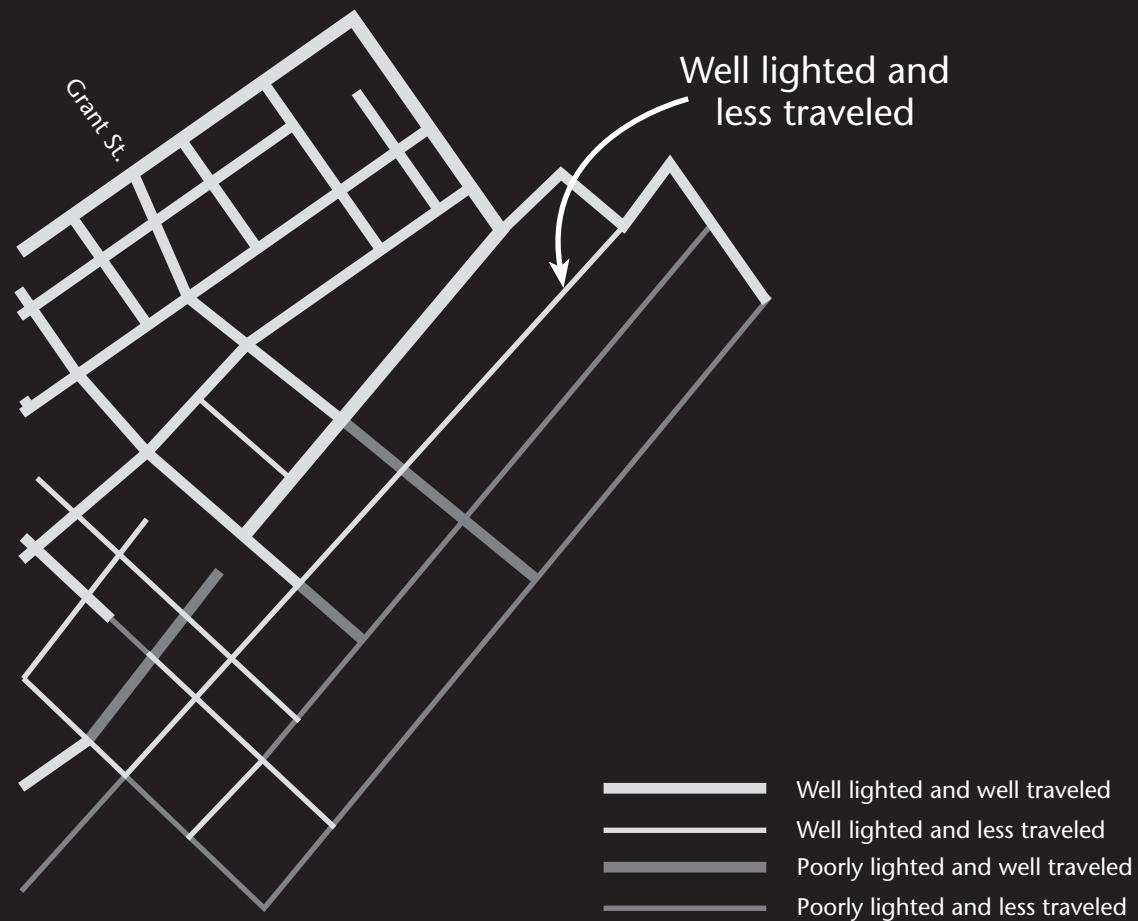 Grant St.
Well lighted and
less traveled
Well lighted and well traveled
Well lighted and less traveled
Poorly lighted and well traveled
Poorly lighted and less traveled